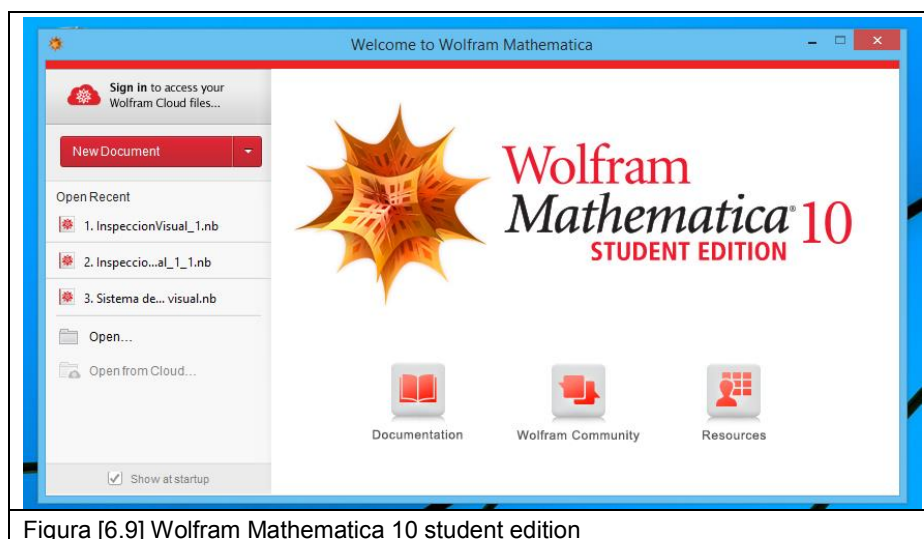 Welcome to Wolfram Mathematica
Sign in to access your
Wolfram Cloud files...
New Document
Open Recent
1. InspeccionVisual_1.nb
2. Inspeccio...al_1_1.nb
3. Sistema de... visual.nb
Open...
Open from Cloud...
Show at startup
Wolfram
Mathematica® 10
STUDENT EDITION
Documentation
Wolfram Community
Resources
Figura [6.9] Wolfram Mathematica 10 student edition